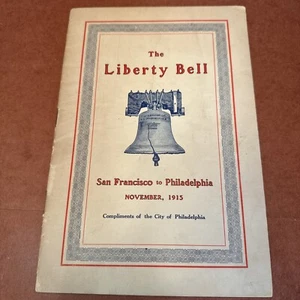 The
Liberty Bell
San Francisco to Philadelphia
NOVEMBER, 1915
Compliments of the City of Philadelphia